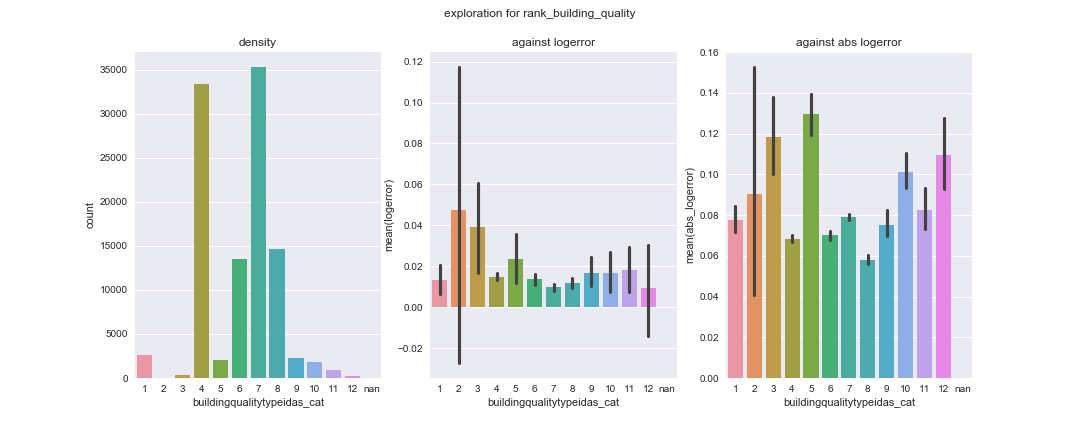 exploration for rank_building_quality
density
35000
30000
25000
20000
15000
10000
5000
0
count
1 2 3 4 5 6 7 8 9 10 11 12 nan
buildingqualitytypeidas_cat
against logerror
0.12
0.10
0.08
0.06
0.04
0.02
0.00
−0.02
mean(logerror)
1 2 3 4 5 6 7 8 9 10 11 12 nan
buildingqualitytypeidas_cat
against abs logerror
0.16
0.14
0.12
0.10
0.08
0.06
0.04
0.02
0.00
mean(abs_logerror)
1 2 3 4 5 6 7 8 9 10 11 12 nan
buildingqualitytypeidas_cat